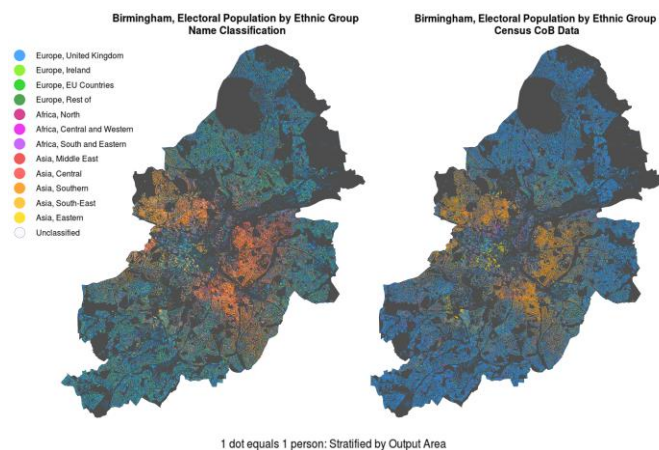 Birmingham, Electoral Population by Ethnic Group
Name Classification
Birmingham, Electoral Population by Ethnic Group
Census CoB Data
Europe, United Kingdom
Europe, Ireland
Europe, EU Countries
Europe, Rest of
Africa, North
Africa, Central and Western
Africa, South and Eastern
Asia, Middle East
Asia, Central
Asia, Southern
Asia, South-East
Asia, Eastern
Unclassified
1 dot equals 1 person: Stratified by Output Area